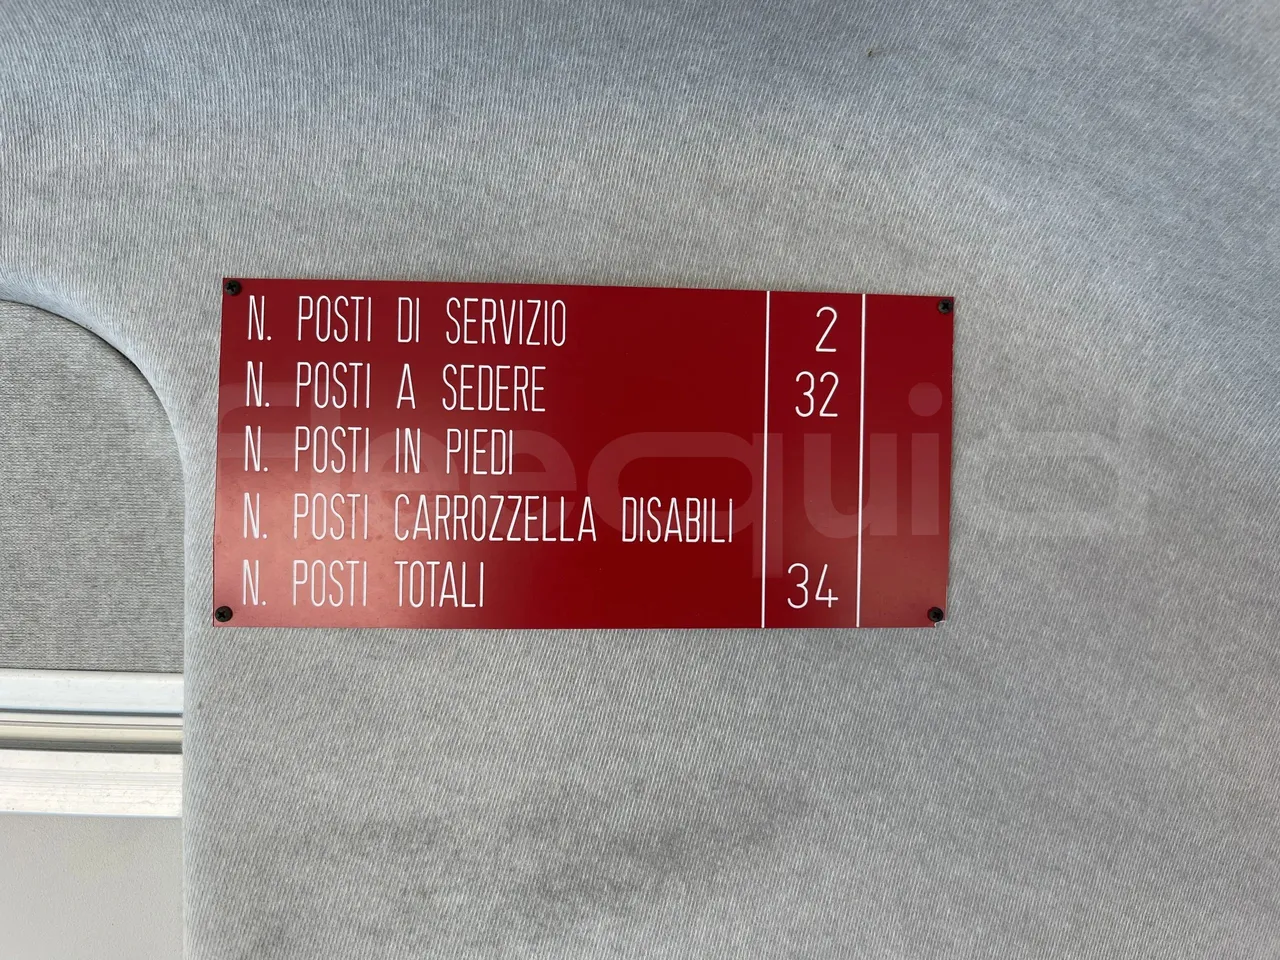 N. POSTI DI SERVIZIO 2
N. POSTI A SEDERE 32
N. POSTI IN PIEDI
N. POSTI CARROZZELLA DISABILI
N. POSTI TOTALI 34